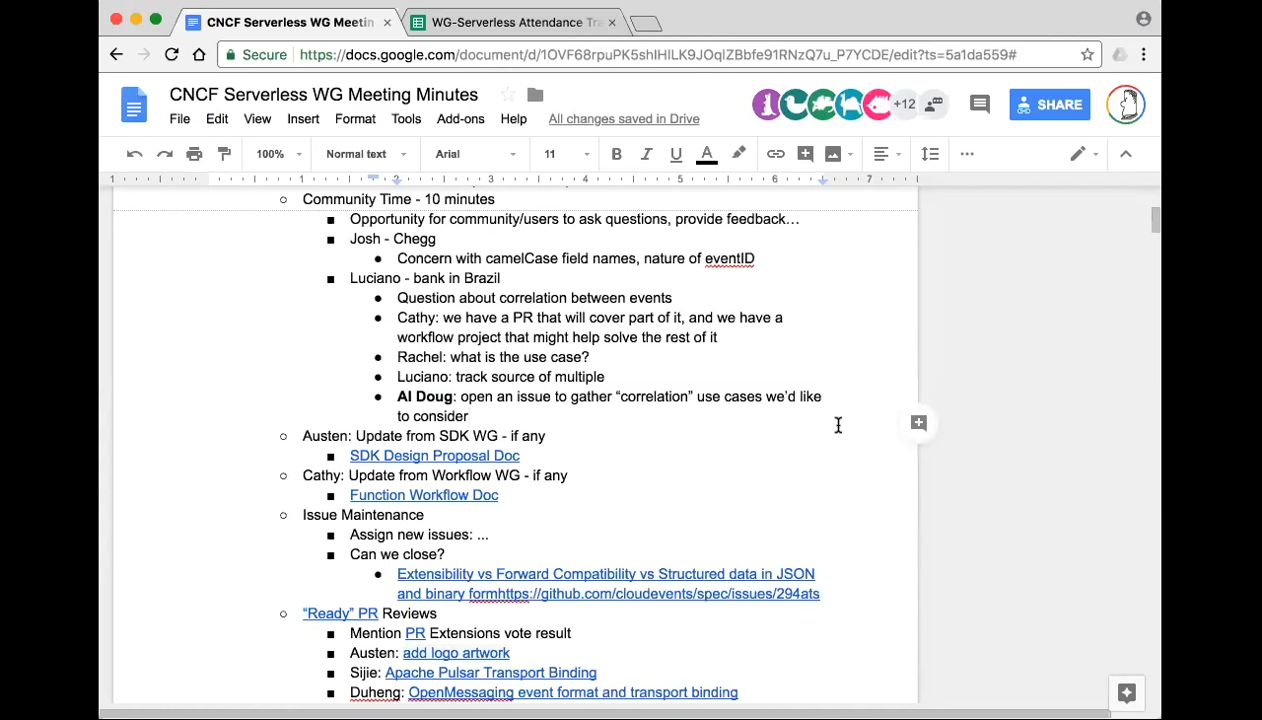 CNCF Serverless WG Meetin
WG-Serverless Attendance Tra
Secure https://docs.google.com/document/d/1OVF68rpuPK5shIHILK9JOqlZBbfe91RNzQ7u_P7YCDE/edit?ts=5a1da559#
CNCF Serverless WG Meeting Minutes
+12
SHARE
File Edit View Insert Format Tools Add-ons Help All changes saved in Drive
100% Normal text Arial 11 B I U A
1 1 2 3 4 5 6 7
Community Time - 10 minutes
Opportunity for community/users to ask questions, provide feedback…
Josh - Chegg
Concern with camelCase field names, nature of eventID
Luciano - bank in Brazil
Question about correlation between events
Cathy: we have a PR that will cover part of it, and we have a
workflow project that might help solve the rest of it
Rachel: what is the use case?
Luciano: track source of multiple
AI Doug: open an issue to gather “correlation” use cases we’d like
to consider
Austen: Update from SDK WG - if any
SDK Design Proposal Doc
Cathy: Update from Workflow WG - if any
Function Workflow Doc
Issue Maintenance
Assign new issues: ...
Can we close?
Extensibility vs Forward Compatibility vs Structured data in JSON
and binary formhttps://github.com/cloudevents/spec/issues/294ats
“Ready” PR Reviews
Mention PR Extensions vote result
Austen: add logo artwork
Sijie: Apache Pulsar Transport Binding
Duheng: OpenMessaging event format and transport binding